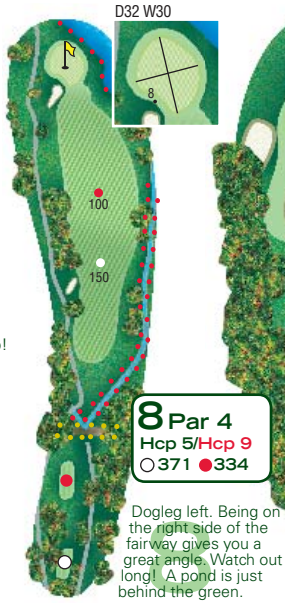 D32 W30
8
100
150
!
8 Par 4
Hcp 5/Hcp 9
371 334
8
Dogleg left. Being on
the right side of the
fairway gives you a
great angle. Watch out
long! A pond is just
behind the green.